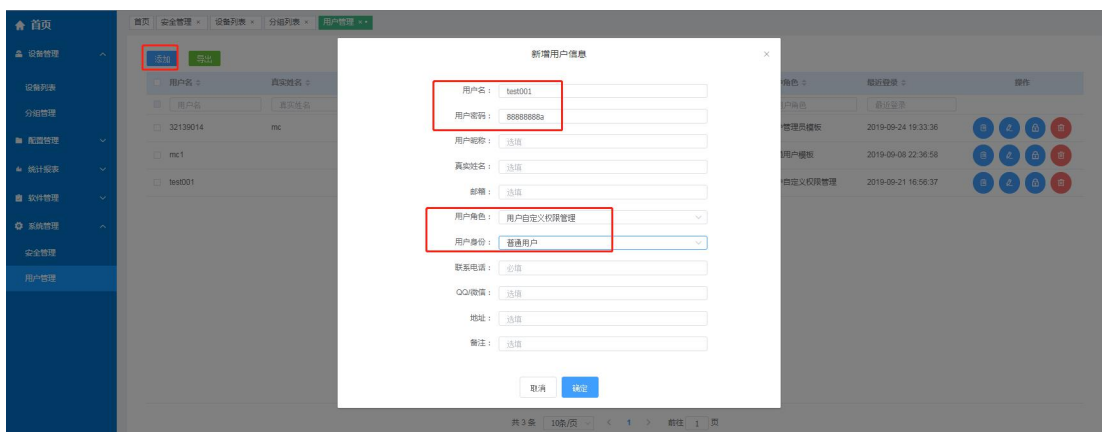 首页
首页 安全管理 × 设备列表 × 分组列表 × 用户管理 ×
设备管理
设备列表
分组管理
配置管理
统计报表
软件管理
系统管理
安全管理
用户管理
添加 导出
用户名 真实姓名 角色 最近登录 操作
用户名 真实姓名 户角色 最近登录
32139014 mc 管理员模板 2019-09-24 19:33:36
mc1 用户模板 2019-09-08 22:36:58
test001 自定义权限管理 2019-09-21 16:56:37
新增用户信息 ×
用户名： test001
用户密码： 88888888a
用户昵称： 选填
真实姓名： 选填
邮箱： 选填
用户角色： 用户自定义权限管理
用户身份： 普通用户
联系电话： 必填
QQ/微信： 选填
地址： 选填
备注： 选填
取消 确定
共 3 条 10条/页 < 1 > 前往 1 页